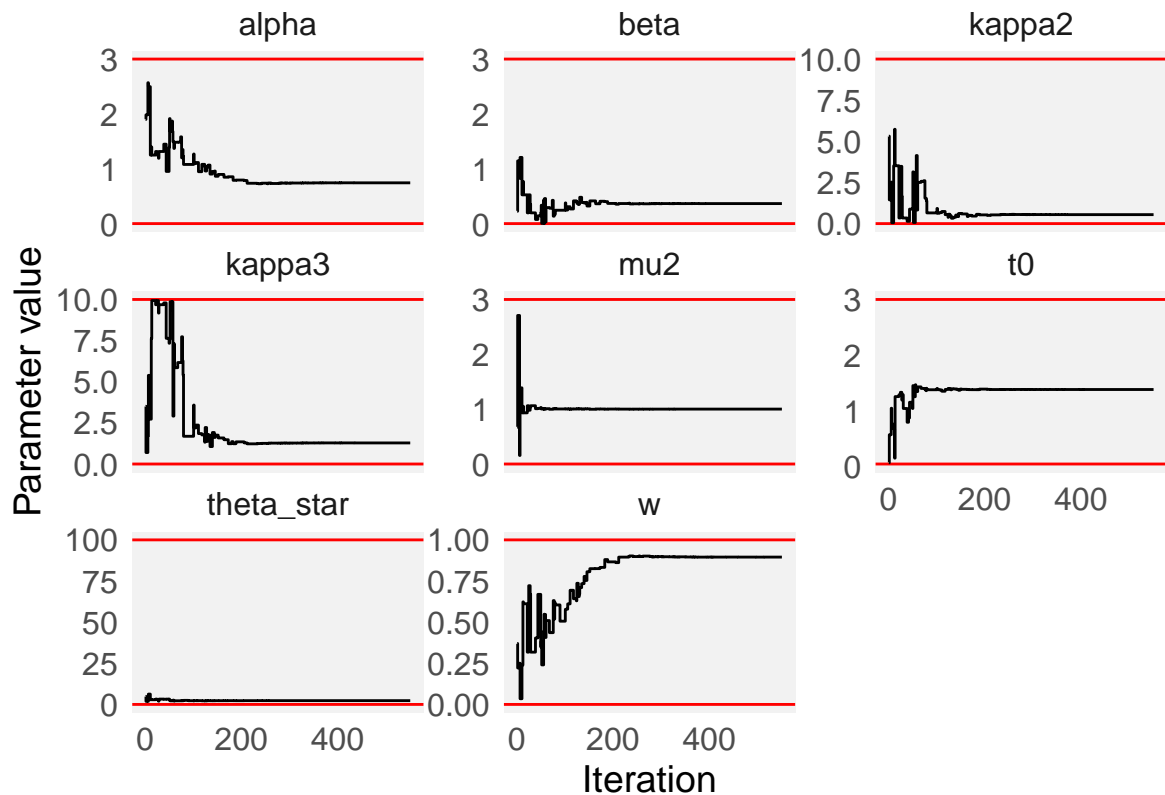 alpha beta kappa2
3 3 10.0
2 2 7.5
5.0
1 1 2.5
0 0 0.0
kappa3 mu2 t0
10.0 3 3
7.5 2 2
5.0
2.5 1 1
0.0 0 0
0 200 400
theta_star w
100 1.00
75 0.75
50 0.50
25 0.25
0 0.00
0 200 400 0 200 400
Parameter value
Iteration